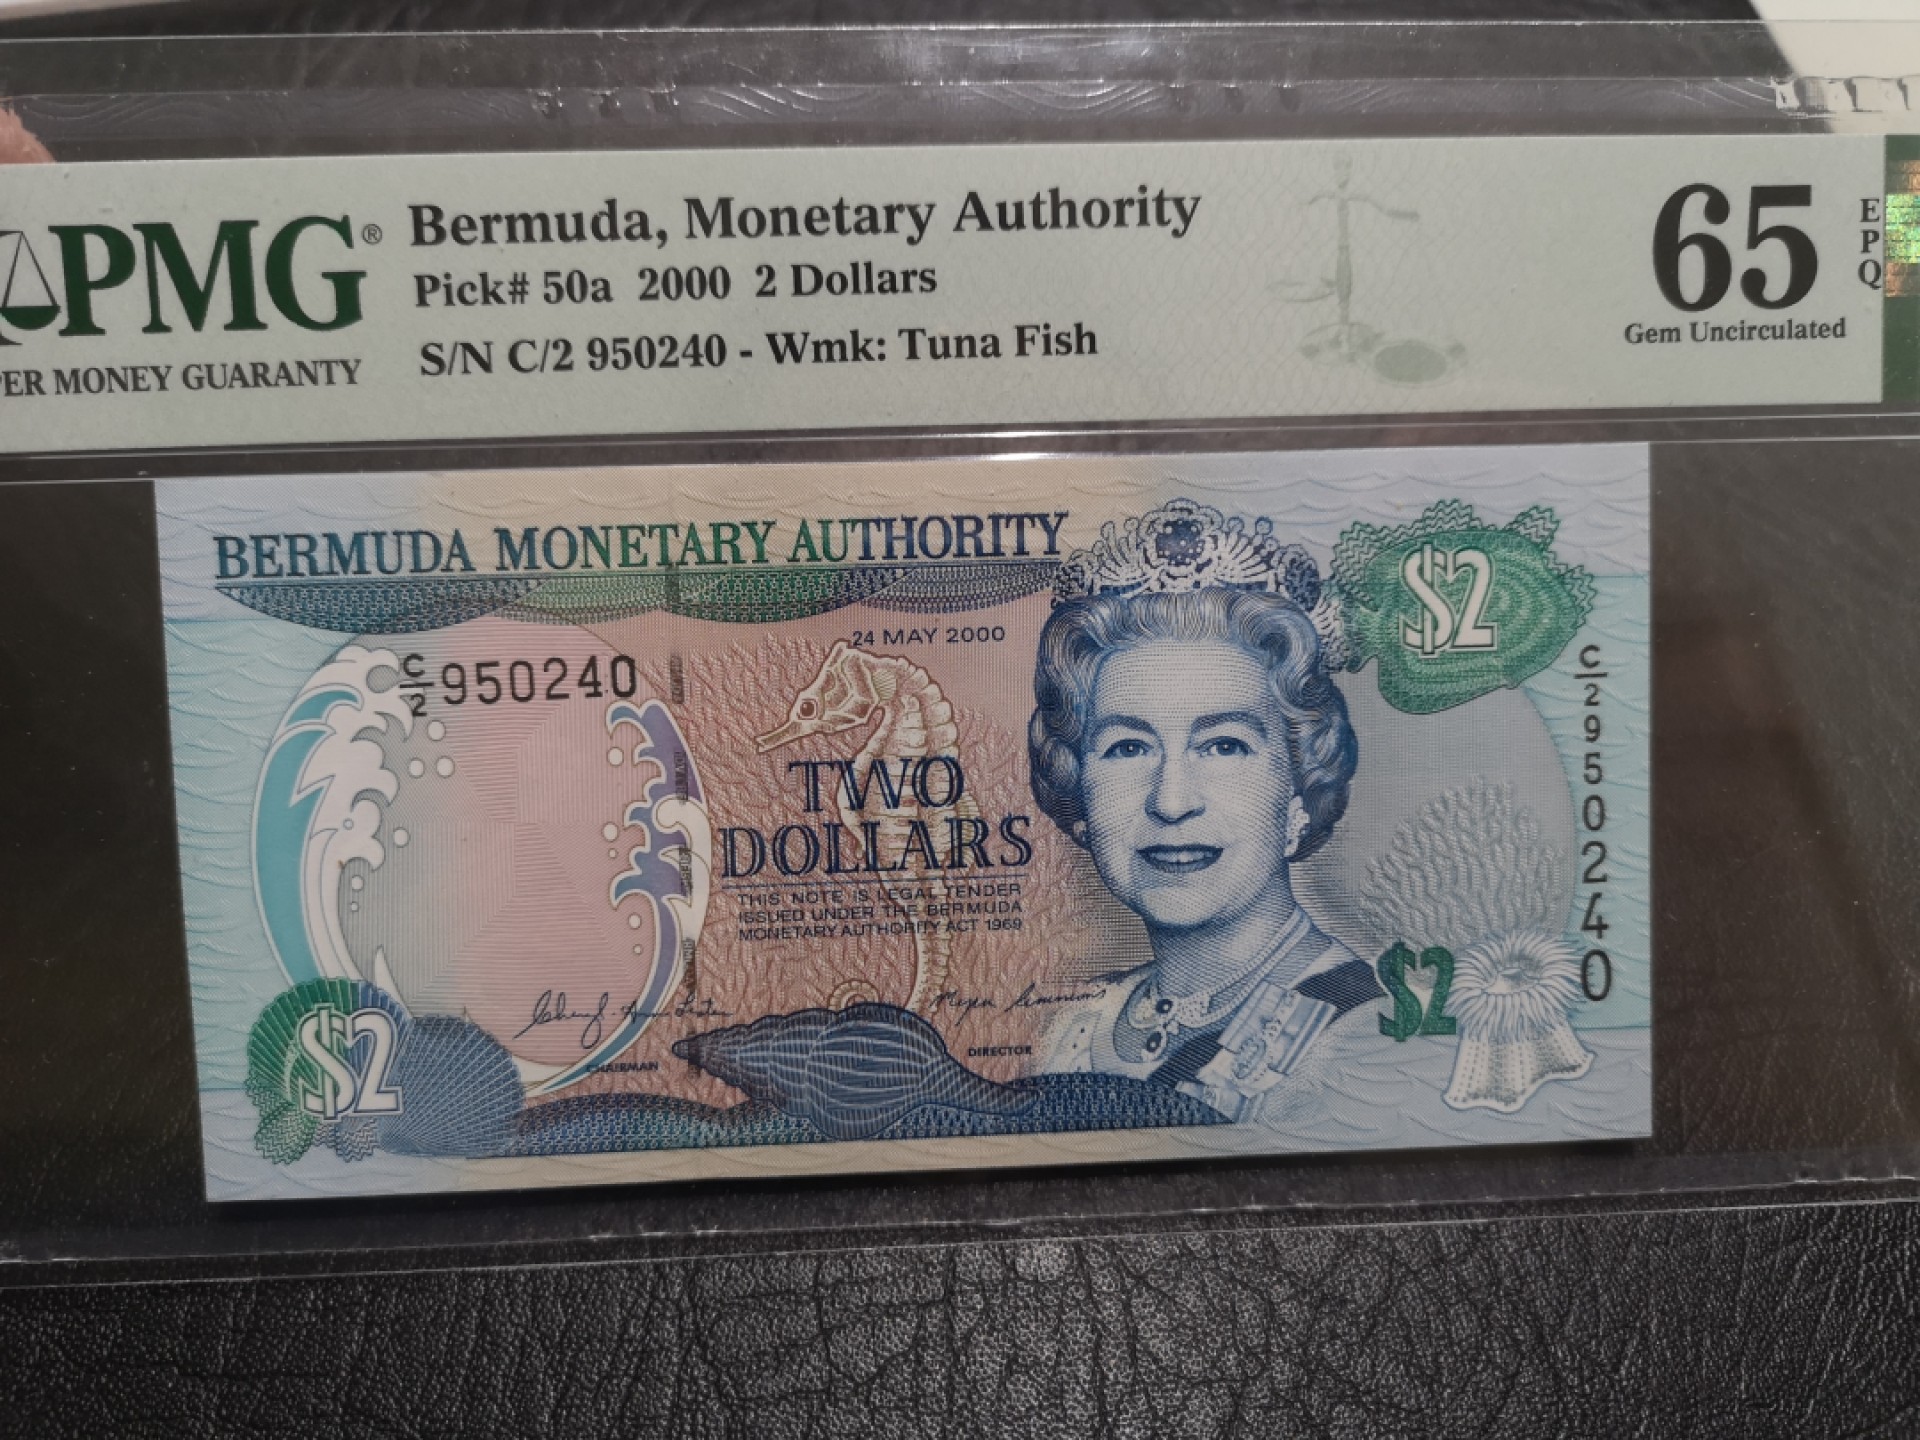 PMG®
PER MONEY GUARANTY
Bermuda, Monetary Authority
Pick# 50a 2000 2 Dollars
S/N C/2 950240 - Wmk: Tuna Fish
65
EPQ
Gem Uncirculated
BERMUDA MONETARY AUTHORITY
$2
24 MAY 2000
C/2 950240
C/2 950240
TWO
DOLLARS
THIS NOTE IS LEGAL TENDER
ISSUED UNDER THE BERMUDA
MONETARY AUTHORITY ACT 1969
$2
$2
CHAIRMAN
DIRECTOR